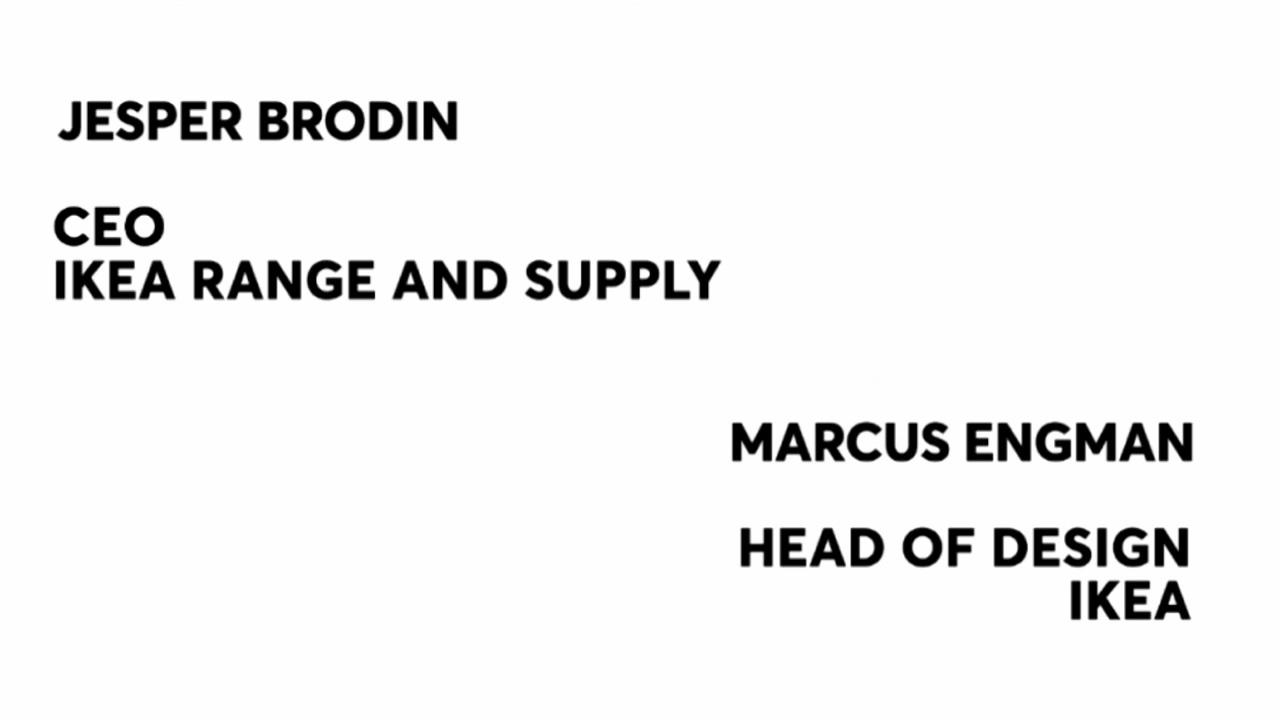 JESPER BRODIN
CEO
IKEA RANGE AND SUPPLY
MARCUS ENGMAN
HEAD OF DESIGN
IKEA